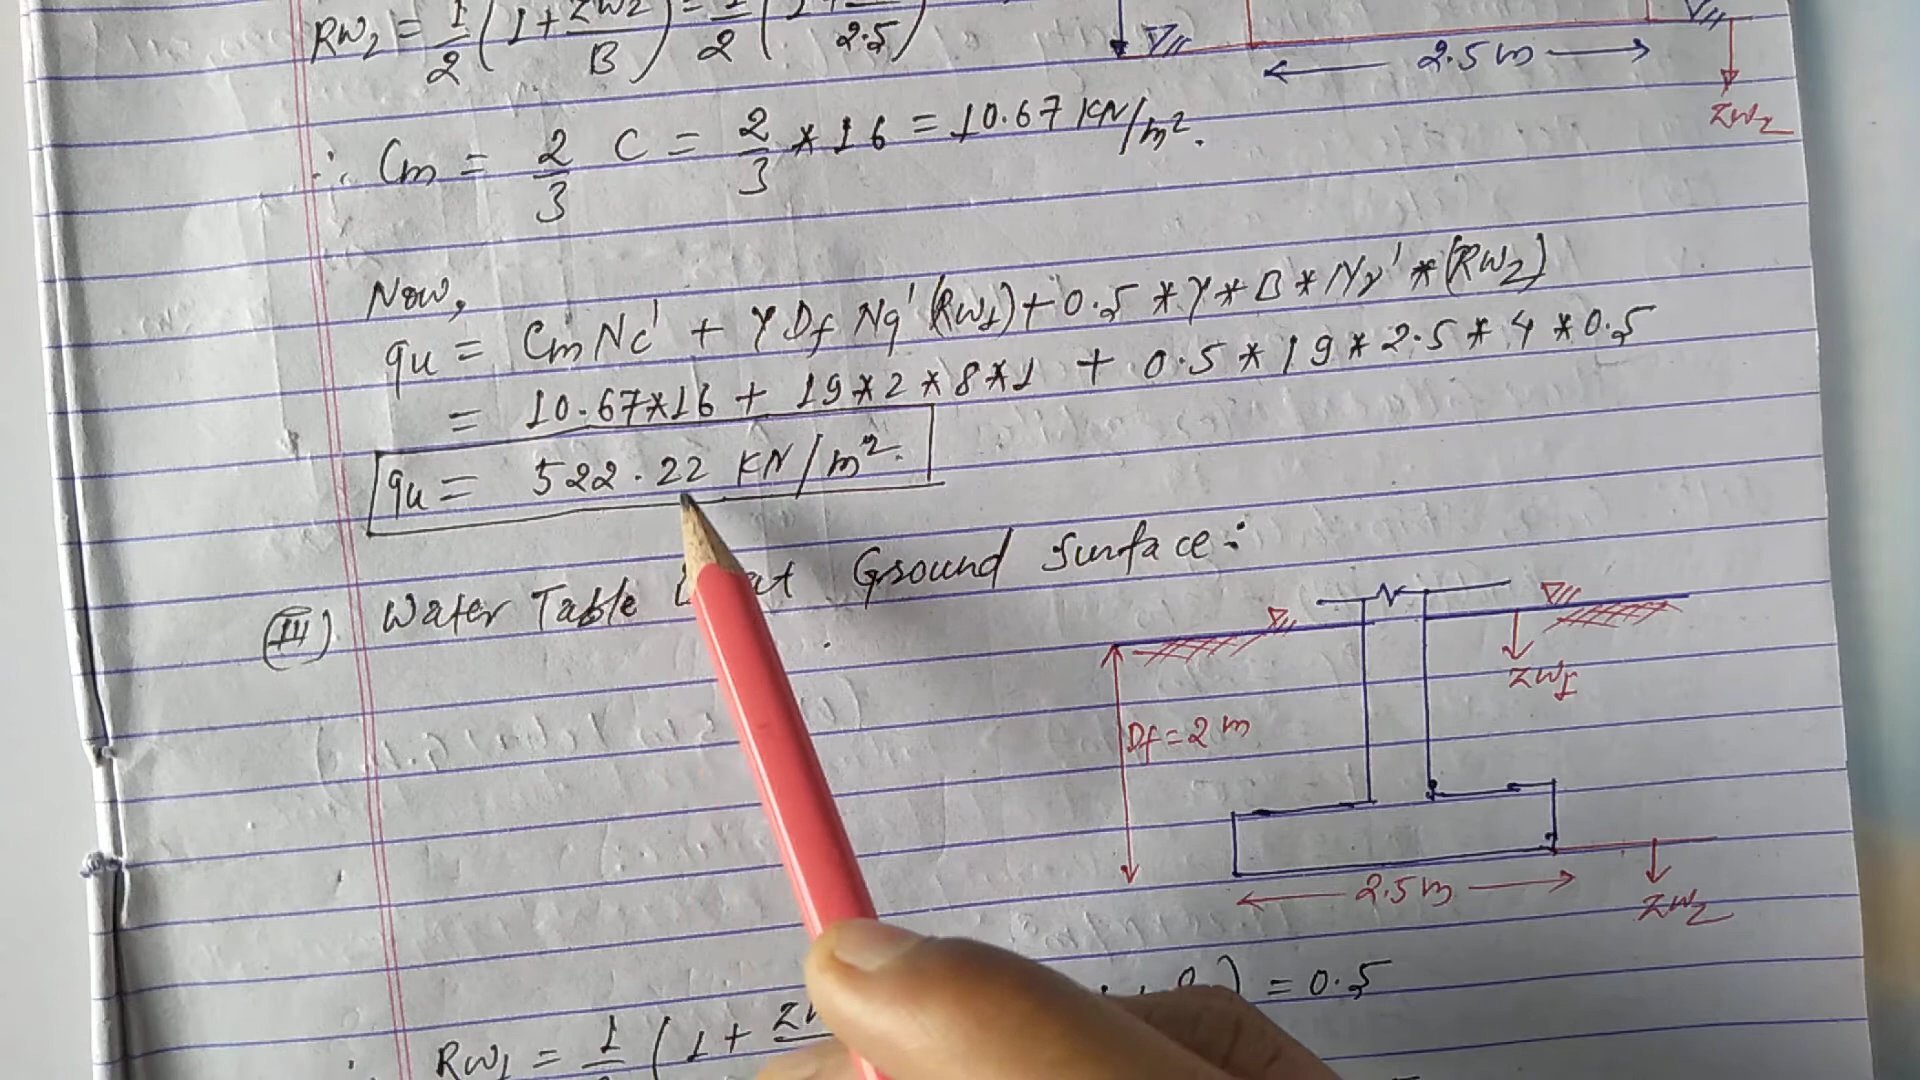 RW2 = 1/2 (1 + ZW2/B) = 1/2 ( 2.5)
2.5 m
ZW2
∴ Cm = 2/3 C = 2/3 * 16 = 10.67 KN/m².
Now,
qu = CmNc' + γDf Nq' (RW1) + 0.5 * γ * B * Nγ' * (RW2)
= 10.67*16 + 19*2*8*1 + 0.5*19*2.5*4*0.5
qu = 522.22 KN/m².
(III) Water Table at Ground Surface:
ZW1
Df = 2 m
2.5 m
ZW2
) = 0.5
∴ RW1 = 1 (1 +